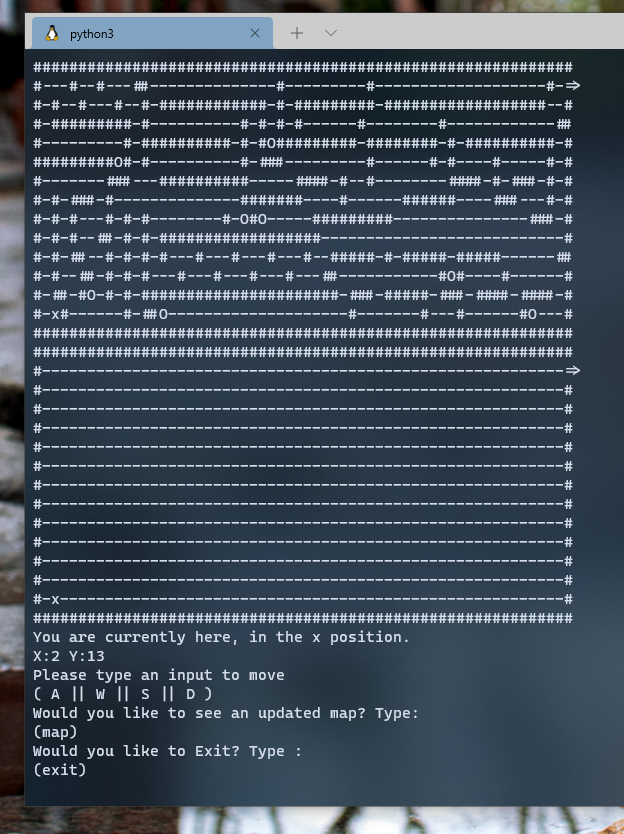 ############################################################
#---#--#---##--------------#---------#-------------------#-=>
#-#--#---#--#-############-#-#########-##################--#
#-#########-#----------#-#-#-#------#--------#------------##
#---------#-##########-#-#O#########-########-#-##########-#
#########O#-#----------#-###---------#------#-#----#-----#-#
#-------###---##########-----####-#--#--------####-#-###-#-#
#-#-###-#--------------#######------#----######----###---#-#
#-#-#---#-#-#--------#-O#O-----#########---------------###-#
#-#-#--##-#-#-##################---------------------------#
#-#-##--#-#-#-#---#---#---#---#--#####-#-#####-#####------##
#-#--##-#-#-#---#---#---#---#---##-----------#O#----#------#
#-##-#O-#-#-######################-###-#####-###-####-####-#
#-x#------#-##O--------------------#-------#---#------#O---#
############################################################
############################################################
#----------------------------------------------------------=>
#----------------------------------------------------------#
#----------------------------------------------------------#
#----------------------------------------------------------#
#----------------------------------------------------------#
#----------------------------------------------------------#
#----------------------------------------------------------#
#----------------------------------------------------------#
#----------------------------------------------------------#
#----------------------------------------------------------#
#----------------------------------------------------------#
#----------------------------------------------------------#
#-x--------------------------------------------------------#
############################################################
You are currently here, in the x position.
X:2 Y:13
Please type an input to move
( A || W || S || D )
Would you like to see an updated map? Type:
(map)
Would you like to Exit? Type :
(exit)